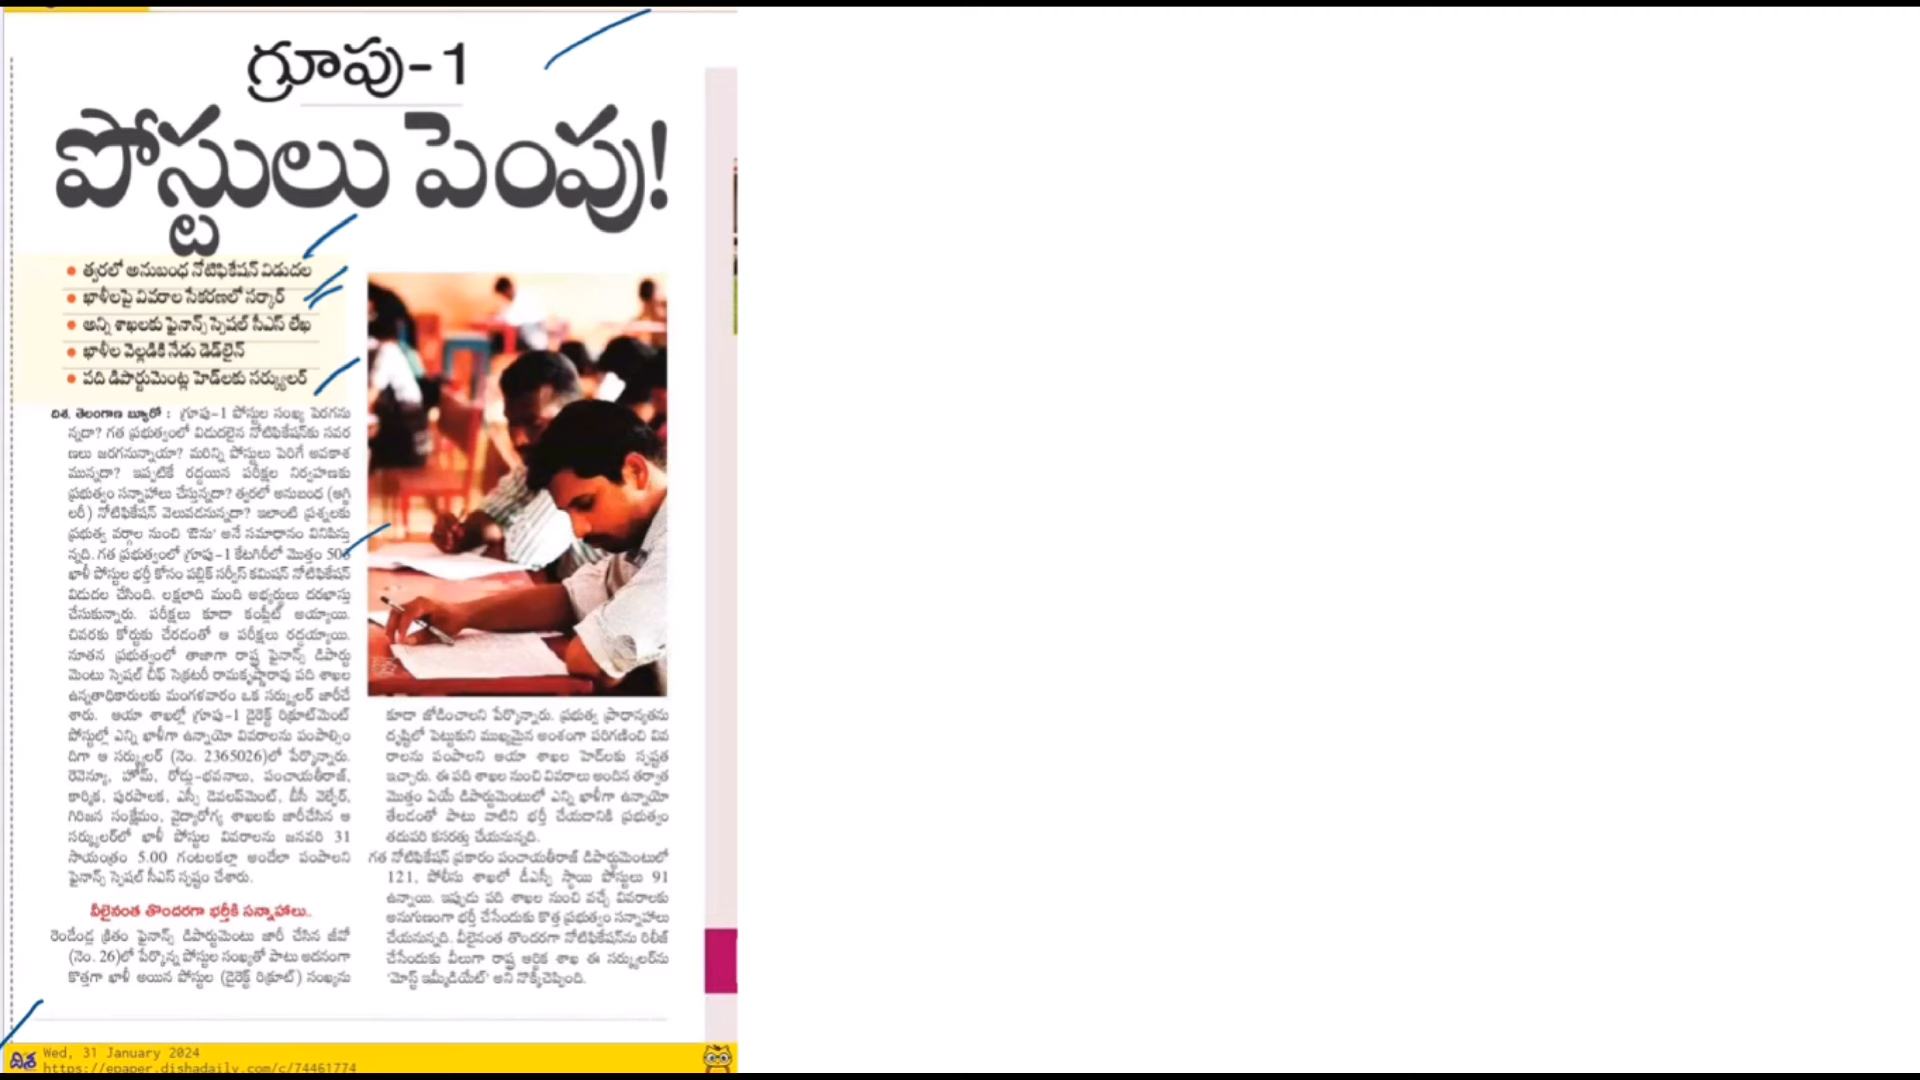 గ్రూపు-1
పోస్టులు పెంపు!
● త్వరలో అనుబంధ నోటిఫికేషన్ విడుదల
● ఖాళీలపై వివరాల సేకరణలో సర్కార్
● అన్ని శాఖలకు ఫైనాన్స్ స్పెషల్ సీఎస్ లేఖ
● ఖాళీల వెల్లడికి నేడు డెడ్‌లైన్
● పది డిపార్టుమెంట్ల హెడ్‌లకు సర్క్యులర్
దిశ, తెలంగాణ బ్యూరో : గ్రూపు-1 పోస్టుల సంఖ్య పెరగను
న్నదా? గత ప్రభుత్వంలో విడుదలైన నోటిఫికేషన్‌కు సవర
ణలు జరగనున్నాయా? మరిన్ని పోస్టులు పెరిగే అవకాశ
మున్నదా? ఇప్పటికే రద్దయిన పరీక్షల నిర్వహణకు
ప్రభుత్వం సన్నాహాలు చేస్తున్నదా? త్వరలో అనుబంధ (ఆగ్జి
లరీ) నోటిఫికేషన్ వెలువడనున్నదా? ఇలాంటి ప్రశ్నలకు
ప్రభుత్వ వర్గాల నుంచి 'ఔను' అనే సమాధానం వినిపిస్తు
న్నది. గత ప్రభుత్వంలో గ్రూపు-1 కేటగిరీలో మొత్తం
ఖాళీ పోస్టుల భర్తీ కోసం పబ్లిక్ సర్వీస్ కమిషన్ నోటిఫికేషన్
విడుదల చేసింది. లక్షలాది మంది అభ్యర్థులు దరఖాస్తు
చేసుకున్నారు. పరీక్షలు కూడా కంప్లీట్ అయ్యాయి.
చివరకు కోర్టుకు చేరడంతో ఆ పరీక్షలు రద్దయ్యాయి.
నూతన ప్రభుత్వంలో తాజాగా రాష్ట్ర ఫైనాన్స్ డిపార్టు
మెంటు స్పెషల్ చీఫ్ సెక్రటరీ రామకృష్ణారావు పది శాఖల
ఉన్నతాధికారులకు మంగళవారం ఒక సర్క్యులర్ జారీచే
శారు. ఆయా శాఖల్లో గ్రూపు-1 డైరెక్ట్ రిక్రూట్‌మెంట్
పోస్టుల్లో ఎన్ని ఖాళీగా ఉన్నాయో వివరాలను పంపాల్సిం
దిగా ఆ సర్క్యులర్ (నెం. 2365026)లో పేర్కొన్నారు.
రెవెన్యూ, హోమ్, రోడ్లు-భవనాలు, పంచాయతీరాజ్,
కార్మిక, పురపాలక, ఎస్సీ డెవలప్‌మెంట్, బీసీ వెల్ఫేర్,
గిరిజన సంక్షేమం, వైద్యారోగ్య శాఖలకు జారీచేసిన ఆ
సర్క్యులర్‌లో ఖాళీ పోస్టుల వివరాలను జనవరి 31
సాయంత్రం 5.00 గంటలకల్లా అందేలా పంపాలని
ఫైనాన్స్ స్పెషల్ సీఎస్ స్పష్టం చేశారు.
వీలైనంత తొందరగా భర్తీకి సన్నాహాలు..
రెండేండ్ల క్రితం ఫైనాన్స్ డిపార్టుమెంటు జారీ చేసిన జీవో
(నెం. 26)లో పేర్కొన్న పోస్టుల సంఖ్యతో పాటు అదనంగా
కొత్తగా ఖాళీ అయిన పోస్టుల (డైరెక్ట్ రిక్రూట్) సంఖ్యను
కూడా జోడించాలని పేర్కొన్నారు. ప్రభుత్వ ప్రాధాన్యతను
దృష్టిలో పెట్టుకుని ముఖ్యమైన అంశంగా పరిగణించి వివ
రాలను పంపాలని ఆయా శాఖల హెడ్‌లకు స్పష్టత
ఇచ్చారు. ఈ పది శాఖల నుంచి వివరాలు అందిన తర్వాత
మొత్తం ఏయే డిపార్టుమెంటులో ఎన్ని ఖాళీగా ఉన్నాయో
తేలడంతో పాటు వాటిని భర్తీ చేయడానికి ప్రభుత్వం
తదుపరి కసరత్తు చేయనున్నది.
గత నోటిఫికేషన్ ప్రకారం పంచాయతీరాజ్ డిపార్టుమెంటులో
121, పోలీసు శాఖలో డీఎస్పీ స్థాయి పోస్టులు 91
ఉన్నాయి. ఇప్పుడు పది శాఖల నుంచి వచ్చే వివరాలకు
అనుగుణంగా భర్తీ చేసేందుకు కొత్త ప్రభుత్వం సన్నాహాలు
చేయనున్నది. వీలైనంత తొందరగా నోటిఫికేషన్‌ను రిలీజ్
చేసేందుకు వీలుగా రాష్ట్ర ఆర్థిక శాఖ ఈ సర్క్యులర్‌ను
'మోస్ట్ ఇమ్మీడియేట్' అని నొక్కిచెప్పింది.
దిశ Wed, 31 January 2024
https://epaper.dishadaily.com/c/74461774